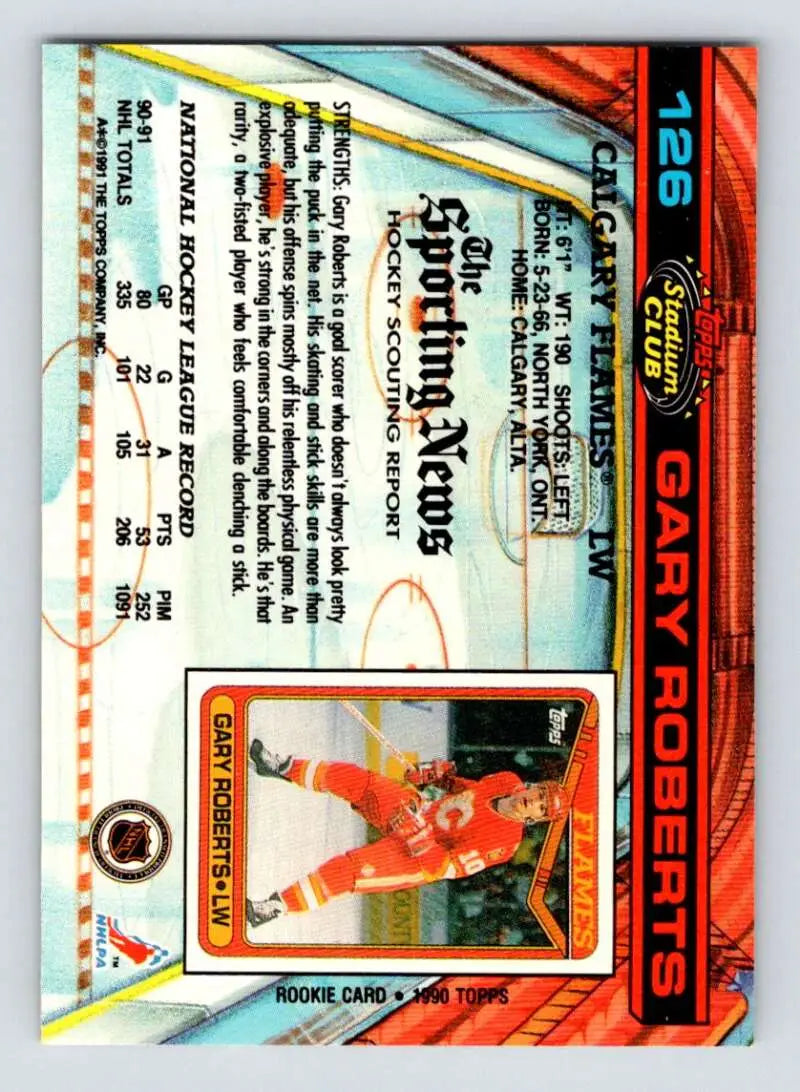 126
Topps
Stadium
CLUB
GARY ROBERTS
CALGARY FLAMES® LW
HT: 6'1" WT: 190 SHOOTS: LEFT
BORN: 5-23-66, NORTH YORK, ONT.
HOME: CALGARY, ALTA.
The
Sporting News
HOCKEY SCOUTING REPORT
STRENGTHS: Gary Roberts is a goal scorer who doesn't always look pretty
putting the puck in the net. His skating and stick skills are more than
adequate, but his offense spins mostly off his relentless physical game. An
explosive player, he's strong in the corners and along the boards. He's that
rarity, a two-fisted player who feels comfortable clenching a stick.
NATIONAL HOCKEY LEAGUE RECORD
GP G A PTS PIM
90-91 80 22 31 53 252
NHL TOTALS 335 101 105 206 1091
A*©1991 THE TOPPS COMPANY, INC.
topps
FLAMES
C
10
GARY ROBERTS•LW
ROOKIE CARD • 1990 TOPPS
NHL
NHLPA
TM